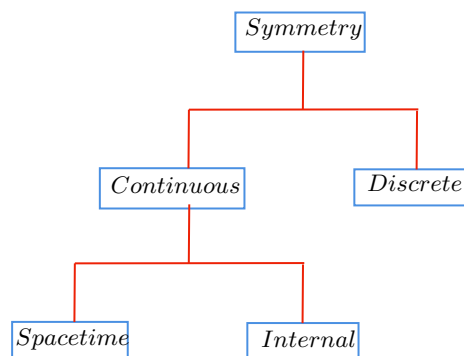 Symmetry
Continuous
Discrete
Spacetime
Internal